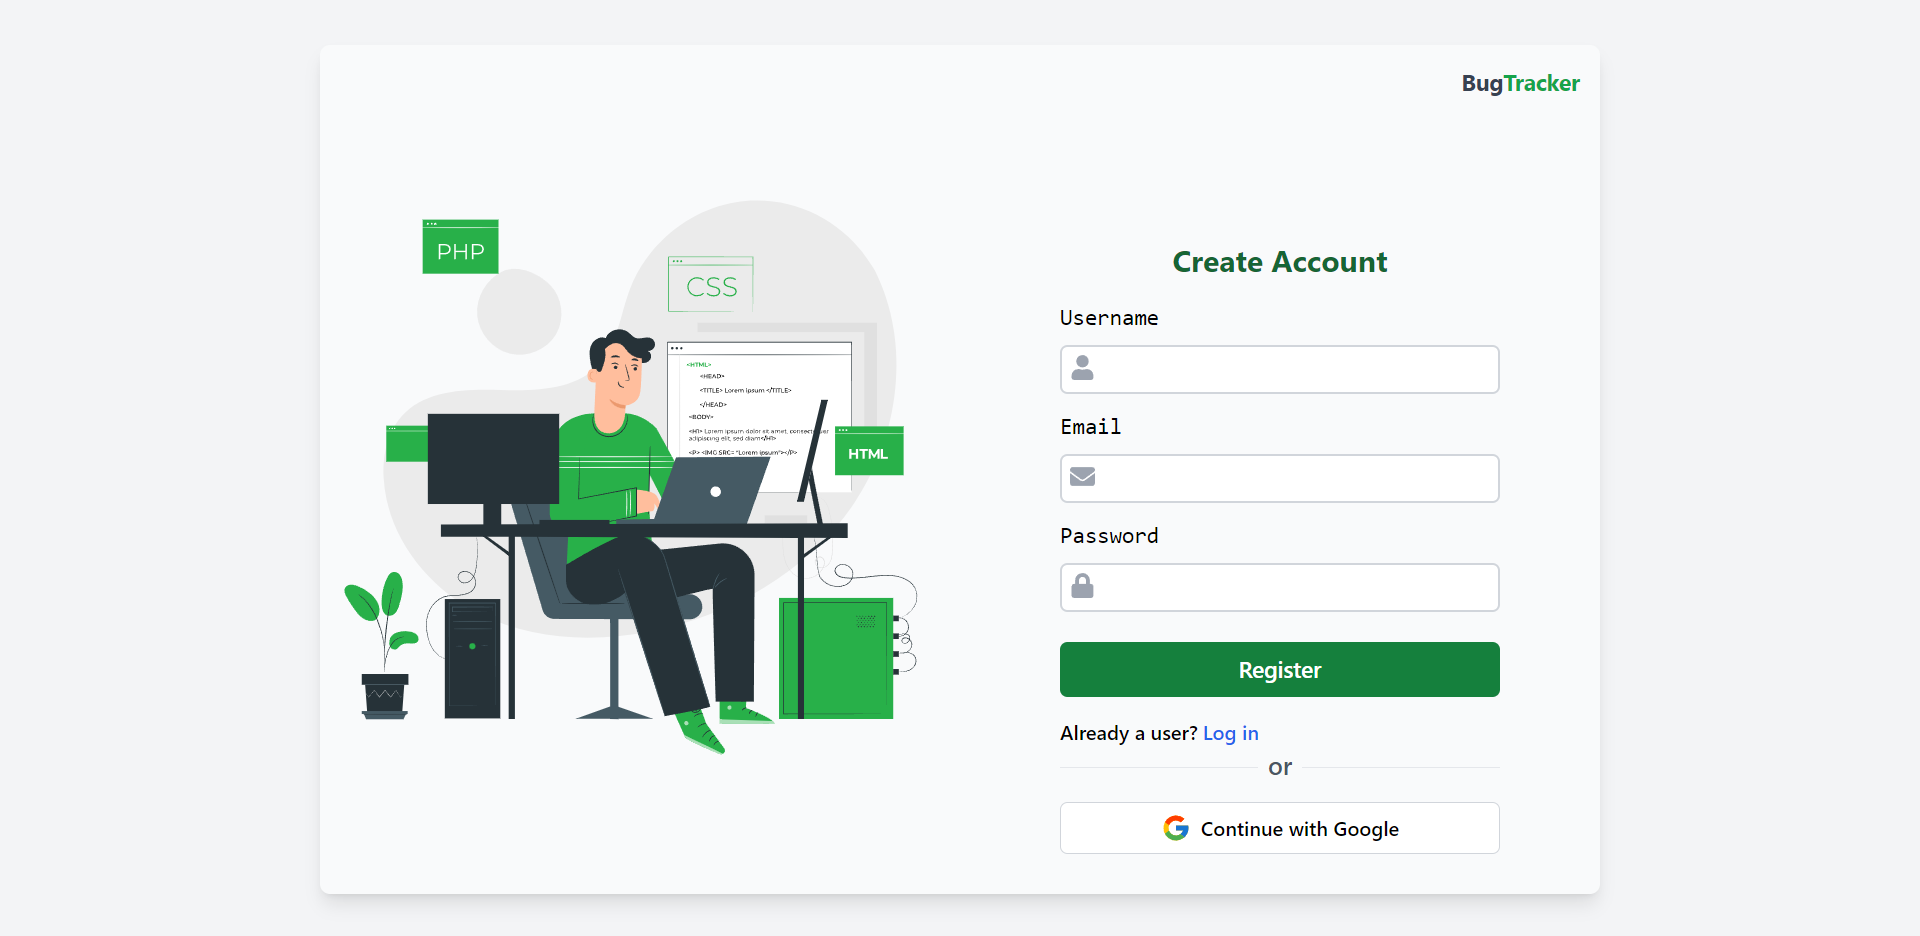 BugTracker
PHP
CSS
<HTML>
<HEAD>
<TITLE> Lorem ipsum </TITLE>
</HEAD>
<BODY>
<H1> Lorem ipsum dolor sit amet,
adipiscing elit, sed diam</H1>
<P> <IMG SRC= "Lorem ipsum"></P>
HTML
Create Account
Username
Email
Password
Register
Already a user? Log in
or
Continue with Google